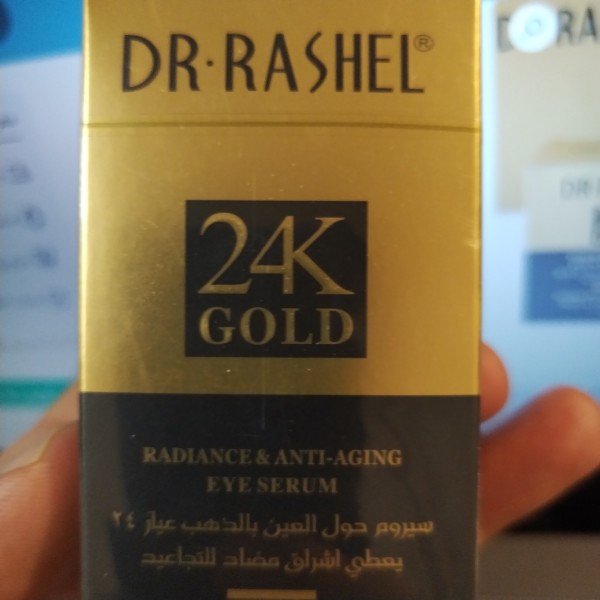 DR·RASHEL®
24K
GOLD
RADIANCE & ANTI-AGING
EYE SERUM
سيروم حول العين بالذهب عيار ٢٤
يعطي اشراق مضاد للتجاعيد